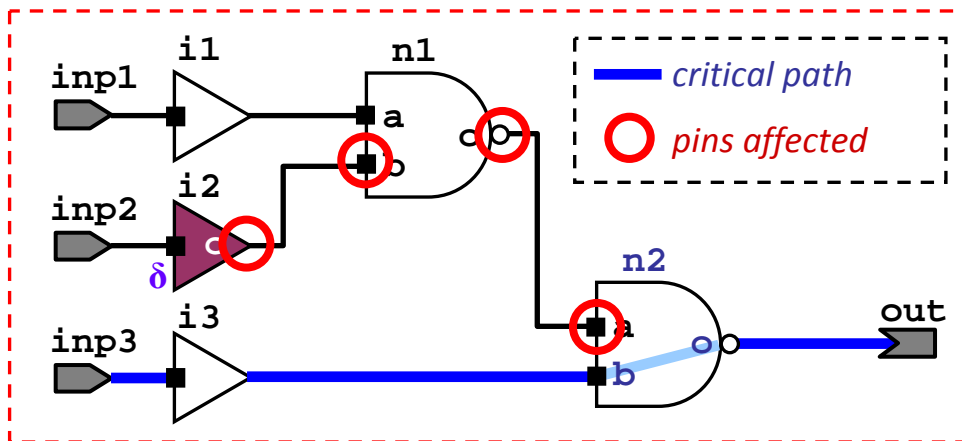 i1
n1
inp1
critical path
a
o
pins affected
b
i2
inp2
o
δ
n2
i3
a
out
inp3
o
b